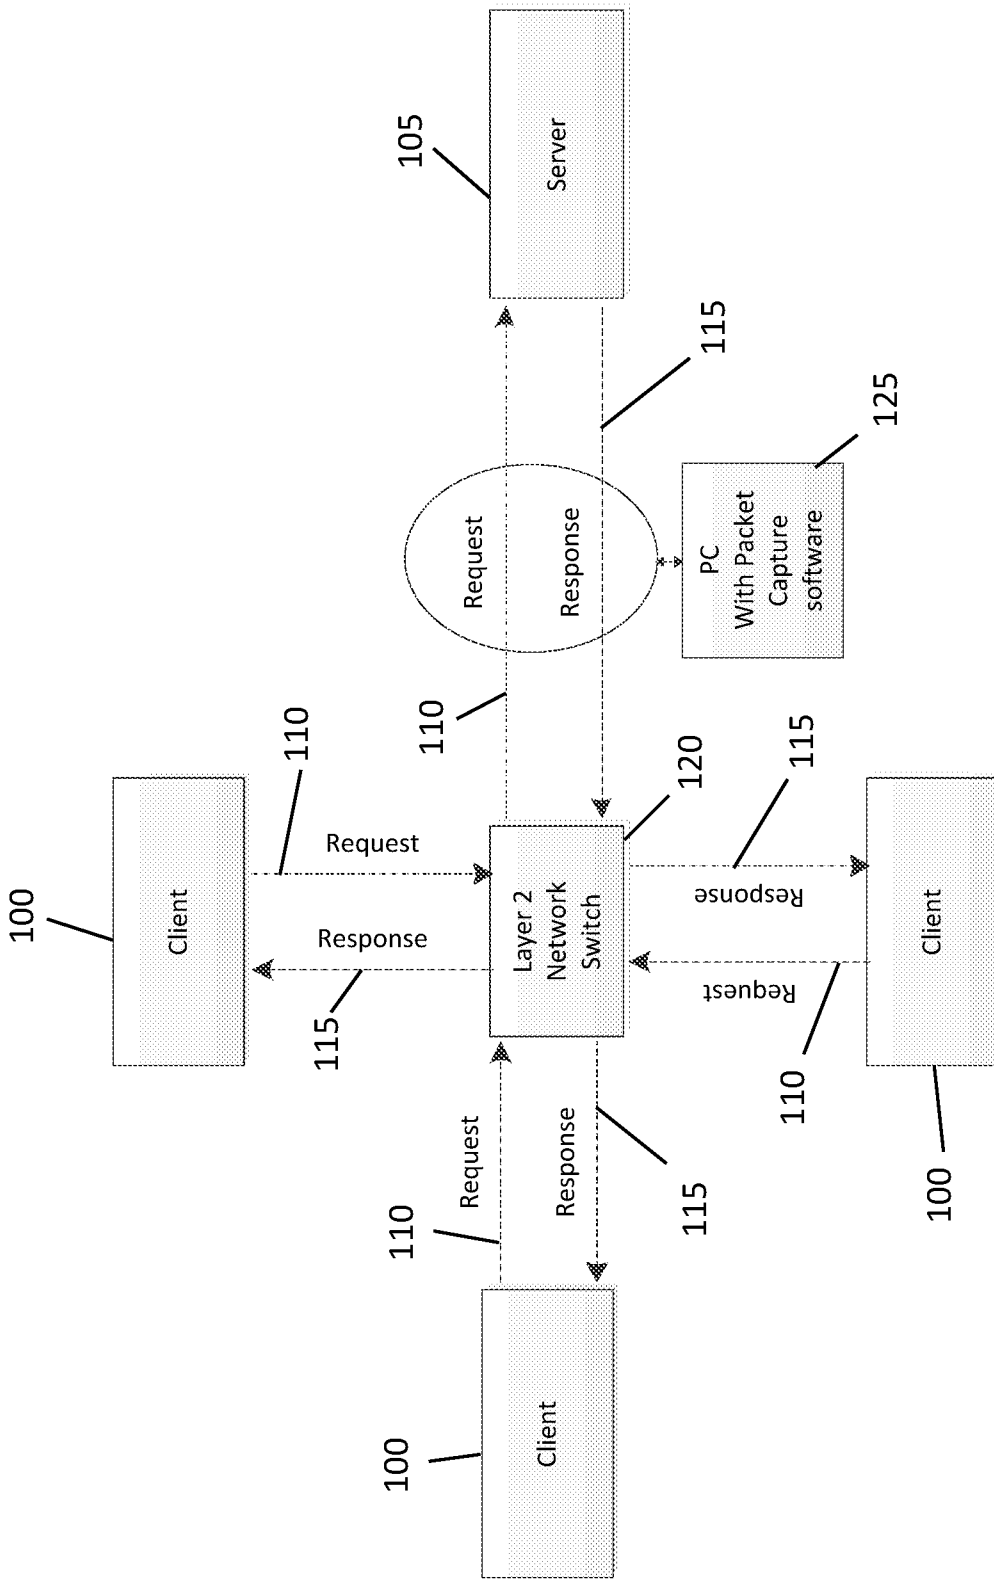 100
Client
110
Request
Response
115
100
Client
110
Request
Response
115
Layer 2
Network
Switch
120
110
Request
Response
115
105
Server
PC
With Packet
Capture
software
125
Request
110
Response
115
Client
100